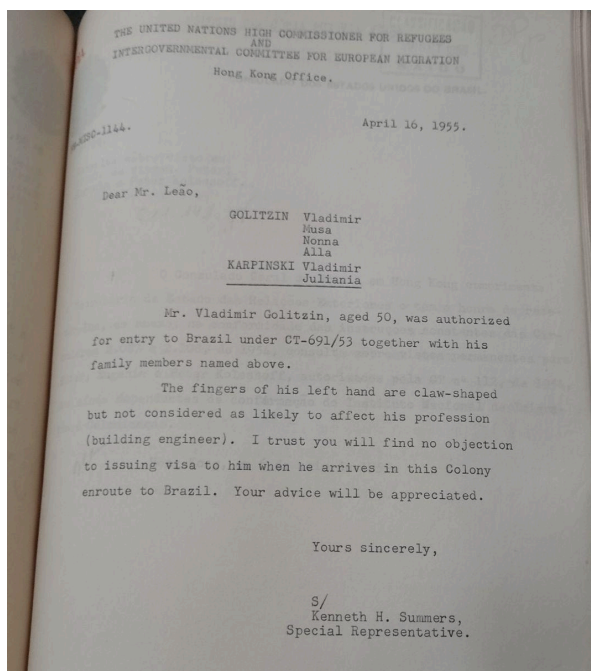 THE UNITED NATIONS HIGH COMMISSIONER FOR REFUGEES
AND
INTERGOVERNMENTAL COMMITTEE FOR EUROPEAN MIGRATION
Hong Kong Office.
April 16, 1955.
Dear Mr. Leão,
GOLITZIN Vladimir
Musa
Nonna
Alla
KARPINSKI Vladimir
Juliania
Mr. Vladimir Golitzin, aged 50, was authorized
for entry to Brazil under CT-691/53 together with his
family members named above.
The fingers of his left hand are claw-shaped
but not considered as likely to affect his profession
(building engineer). I trust you will find no objection
to issuing visa to him when he arrives in this Colony
enroute to Brazil. Your advice will be appreciated.
Yours sincerely,
S/
Kenneth H. Summers,
Special Representative.